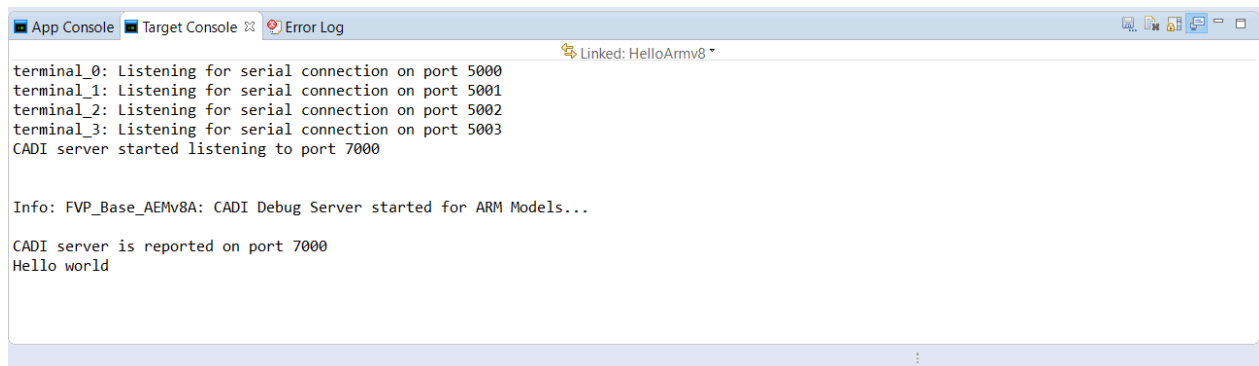 App Console Target Console Error Log
Linked: HelloArmv8
terminal_0: Listening for serial connection on port 5000
terminal_1: Listening for serial connection on port 5001
terminal_2: Listening for serial connection on port 5002
terminal_3: Listening for serial connection on port 5003
CADI server started listening to port 7000
Info: FVP_Base_AEMv8A: CADI Debug Server started for ARM Models...
CADI server is reported on port 7000
Hello world